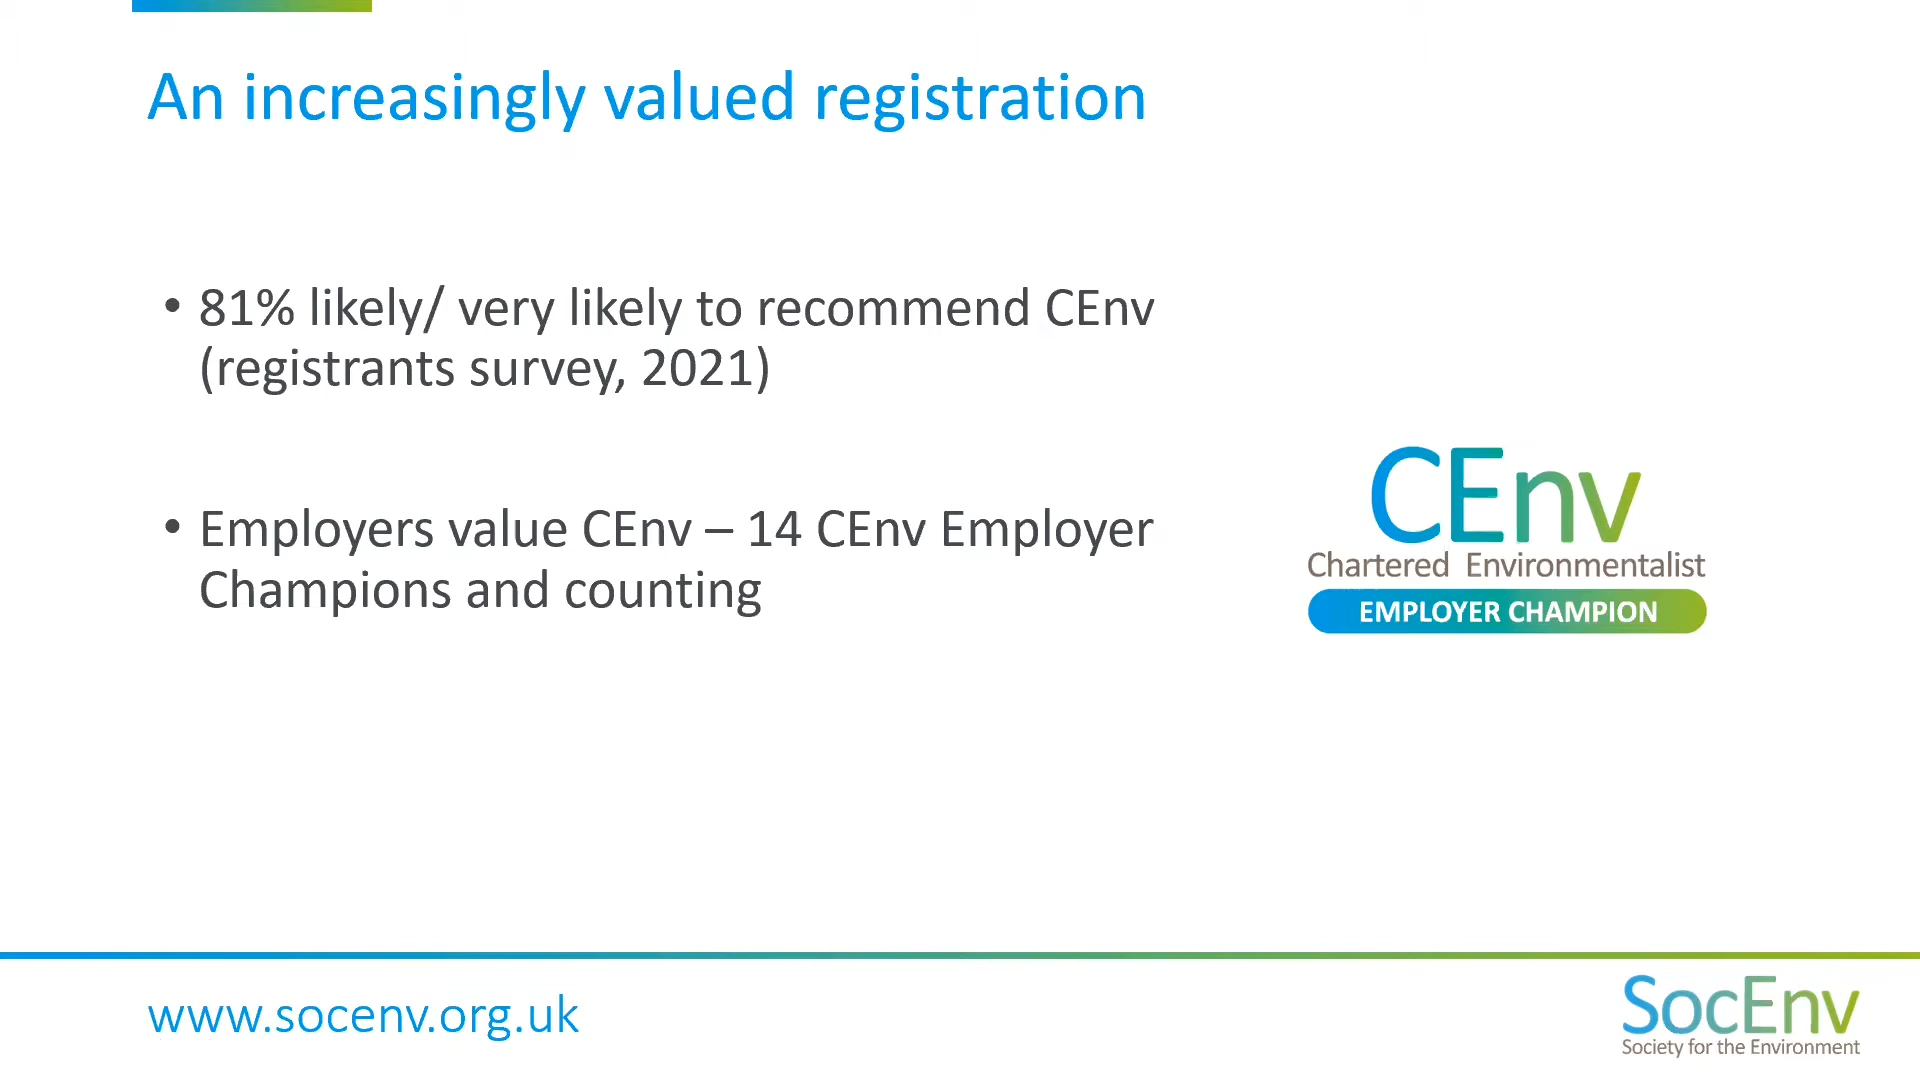 An increasingly valued registration
• 81% likely/ very likely to recommend CEnv
(registrants survey, 2021)
• Employers value CEnv – 14 CEnv Employer
Champions and counting
CEnv
Chartered Environmentalist
EMPLOYER CHAMPION
www.socenv.org.uk
SocEnv
Society for the Environment